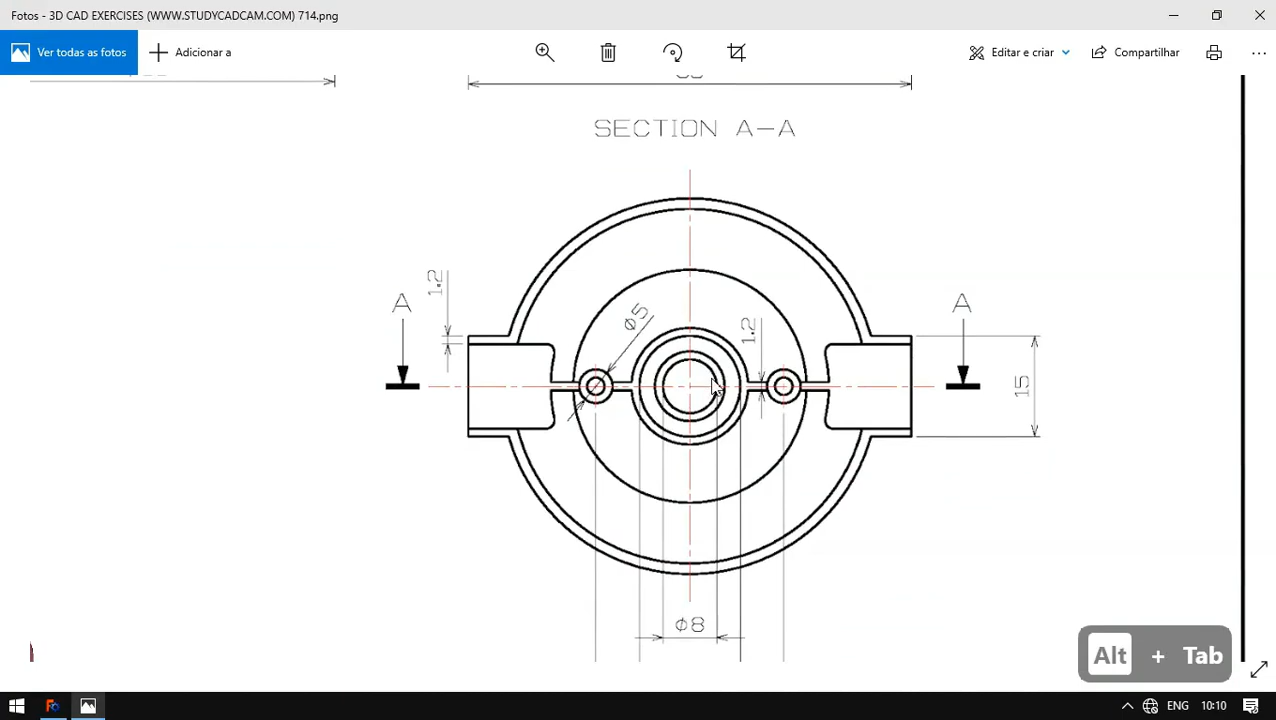 Fotos - 3D CAD EXERCISES (WWW.STUDYCADCAM.COM) 714.png
Ver todas as fotos
Adicionar a
Editar e criar
Compartilhar
SECTION A-A
1.2
A
Ø5
1.2
A
15
Ø8
Alt + Tab
ENG
10:10